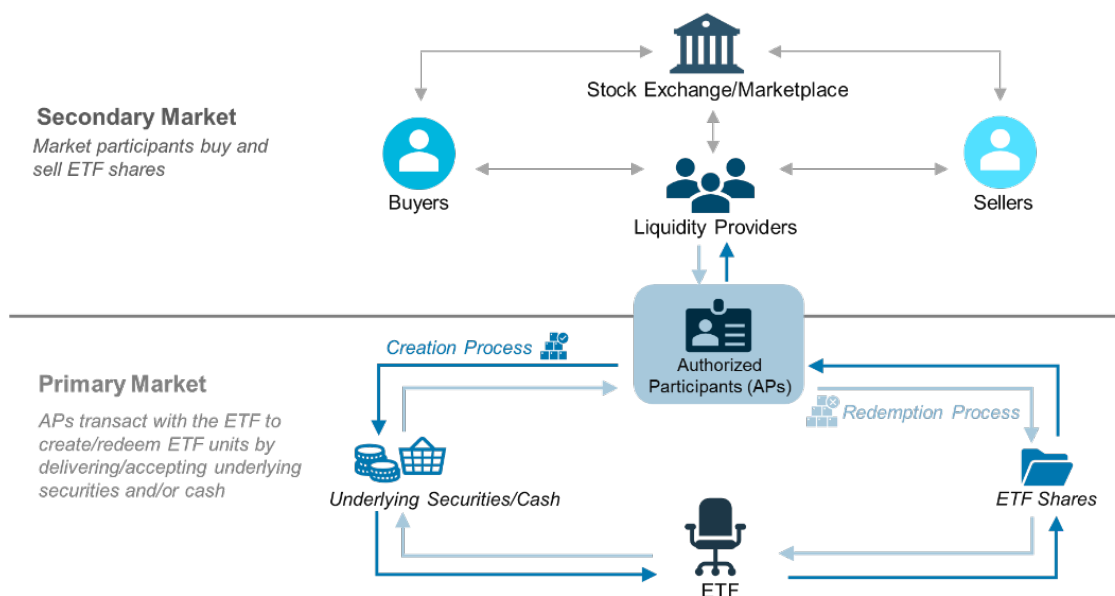 Stock Exchange/Marketplace
Secondary Market
Market participants buy and
sell ETF shares
Buyers
Sellers
Liquidity Providers
Creation Process
Authorized
Participants (APs)
Redemption Process
Primary Market
APs transact with the ETF to
create/redeem ETF units by
delivering/accepting underlying
securities and/or cash
Underlying Securities/Cash
ETF Shares
ETF